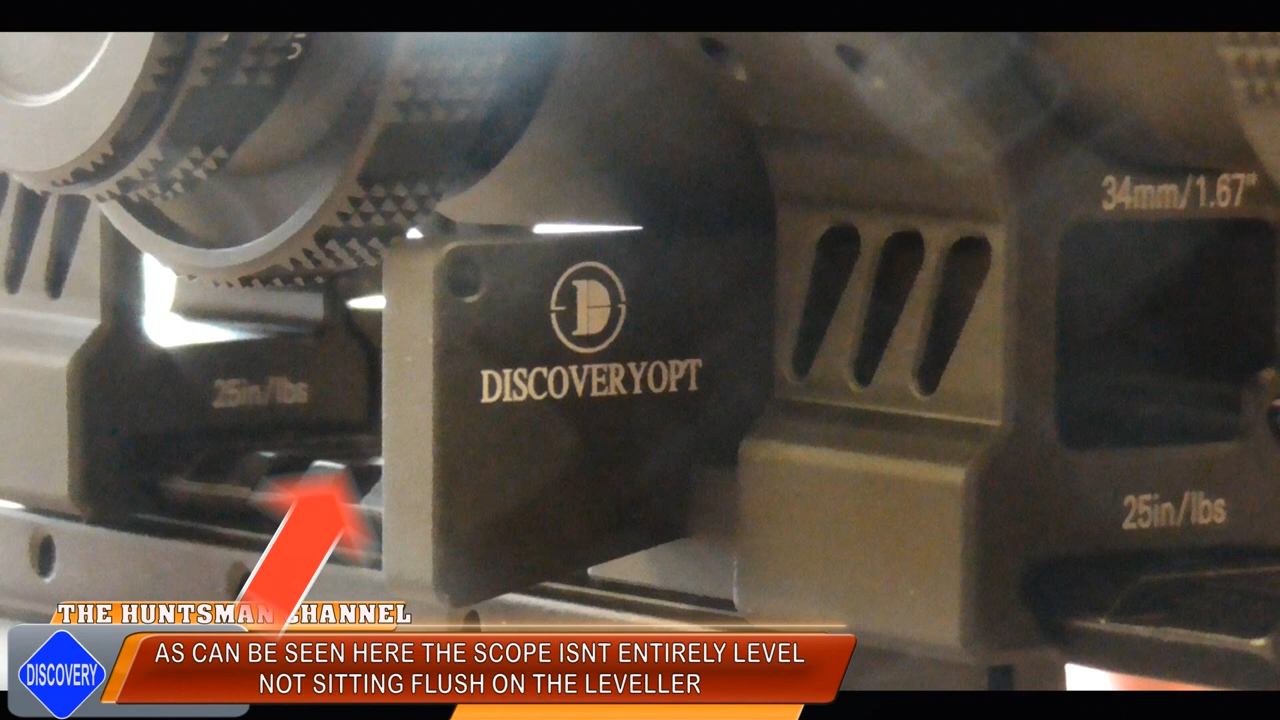 5
34mm/1.67"
DISCOVERYOPT
25in/lbs
25in/lbs
THE HUNTSMAN CHANNEL
DISCOVERY
AS CAN BE SEEN HERE THE SCOPE ISNT ENTIRELY LEVEL
NOT SITTING FLUSH ON THE LEVELLER